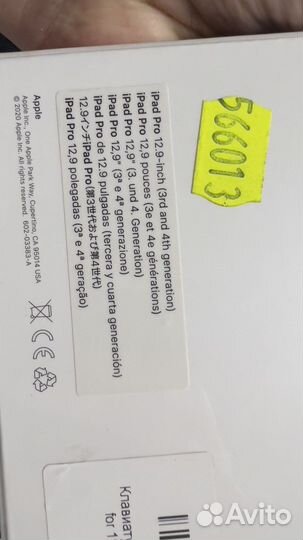 566013
iPad Pro 12.9-inch (3rd and 4th generation)
iPad Pro 12,9 pouces (3e et 4e générations)
iPad Pro 12,9" (3. und 4. Generation)
iPad Pro 12,9" (3ª e 4ª generazione)
iPad Pro de 12.9 pulgadas (tercera y cuarta generación)
12.9インチiPad Pro(第3世代および第4世代)
iPad Pro 12,9 polegadas (3ª e 4ª geração)
Apple
Apple Inc., One Apple Park Way, Cupertino, CA 95014 USA
© 2020 Apple Inc. 602-03363-A
CE
for 1
Avito